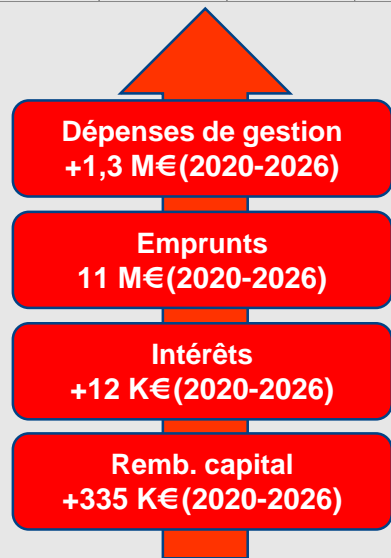 Dépenses de gestion
+1,3 M€(2020-2026)
Emprunts
11 M€(2020-2026)
Intérêts
+12 K€(2020-2026)
Remb. capital
+335 K€(2020-2026)